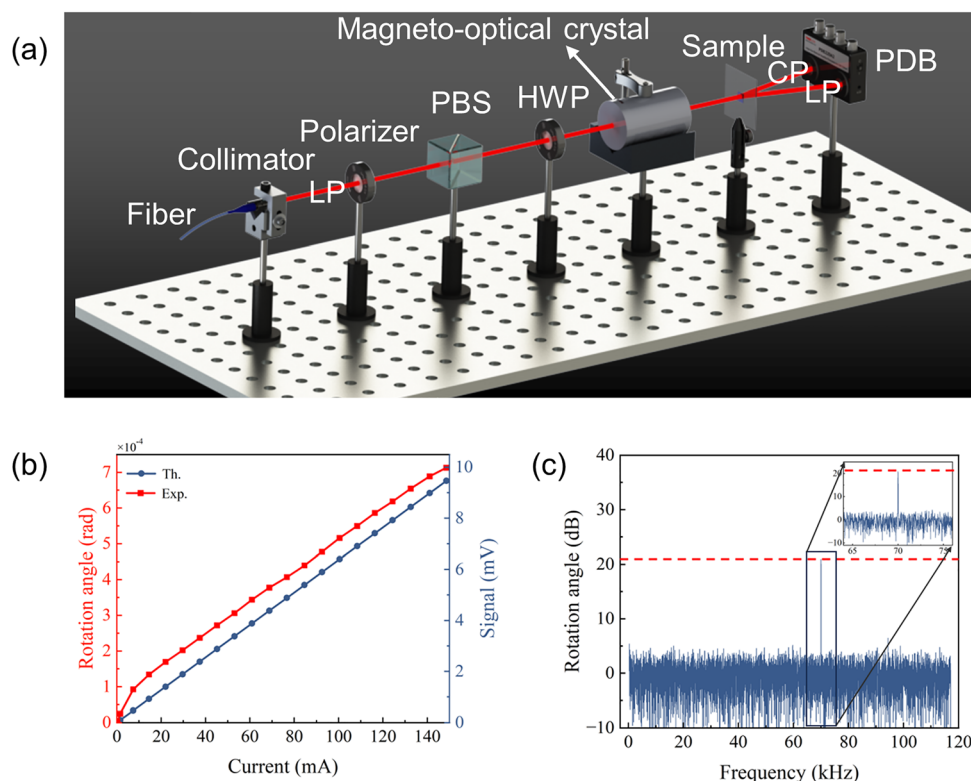 (a)
Magneto-optical crystal
Sample
CP
LP
PDB
HWP
PBS
Polarizer
Collimator
LP
Fiber
(b)
×10⁻⁴
7
6
5
4
3
2
1
0
Rotation angle (rad)
Th.
Exp.
10
8
6
4
2
0
Signal (mV)
0 20 40 60 80 100 120 140
Current (mA)
(c)
40
30
20
10
0
-10
Rotation angle (dB)
20
10
0
-10
65 70 75
0 20 40 60 80 100 120
Frequency (kHz)